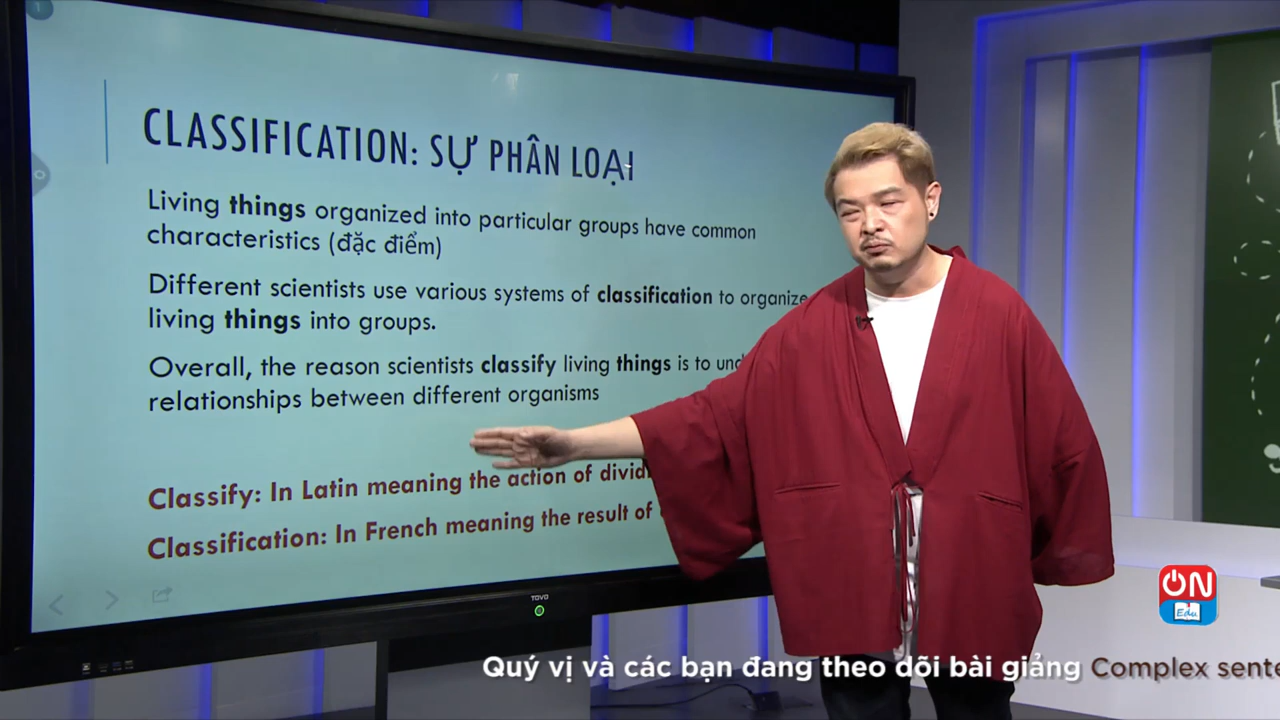 CLASSIFICATION: SỰ PHÂN LOẠI
Living things organized into particular groups have common
characteristics (đặc điểm)
Different scientists use various systems of classification to organize
living things into groups.
Overall, the reason scientists classify living things is to
relationships between different organisms
Classify: In Latin meaning the action of
Classification: In French meaning the result of
TOVO
ON
Edu
Quý vị và các bạn đang theo dõi bài giảng Complex